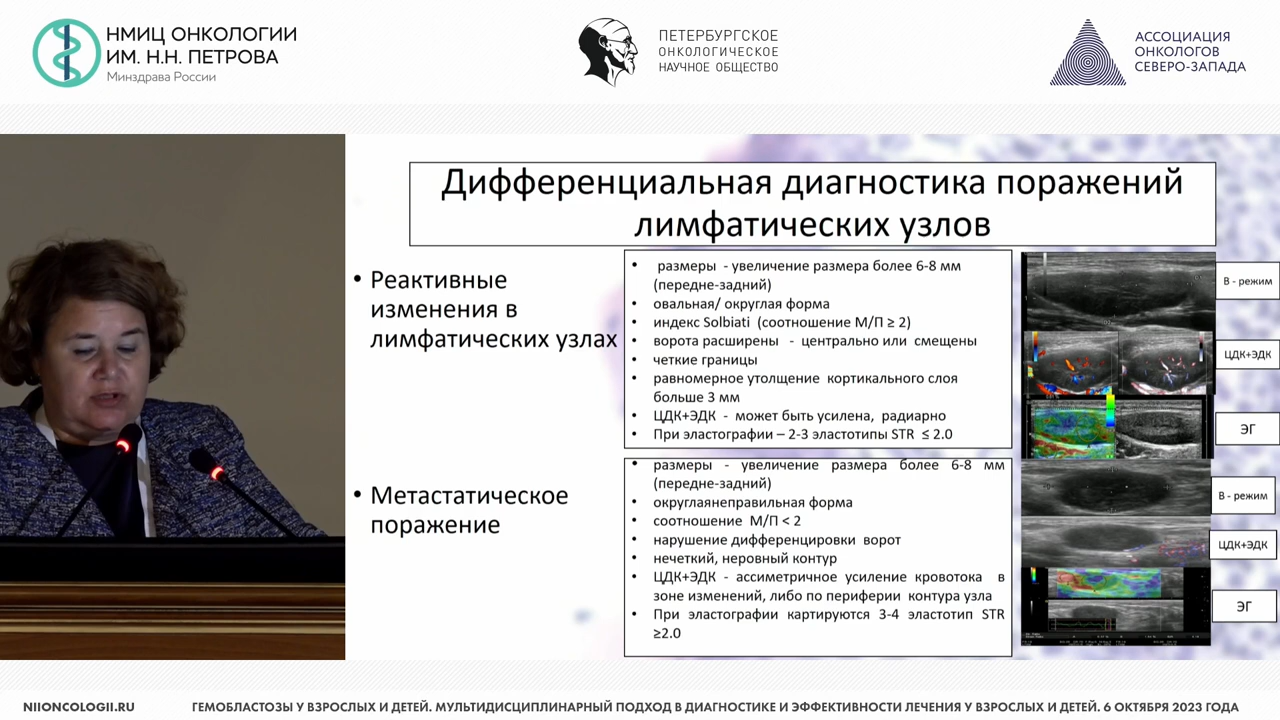 НМИЦ ОНКОЛОГИИ
ИМ. Н.Н. ПЕТРОВА
Минздрава России
ПЕТЕРБУРГСКОЕ
ОНКОЛОГИЧЕСКОЕ
НАУЧНОЕ ОБЩЕСТВО
АССОЦИАЦИЯ
ОНКОЛОГОВ
СЕВЕРО-ЗАПАДА
Дифференциальная диагностика поражений
лимфатических узлов
• Реактивные
изменения в
лимфатических узлах
• размеры - увеличение размера более 6-8 мм
(передне-задний)
• овальная/ округлая форма
• индекс Solbiati (соотношение М/П ≥ 2)
• ворота расширены - центрально или смещены
• четкие границы
• равномерное утолщение кортикального слоя
больше 3 мм
• ЦДК+ЭДК - может быть усилена, радиарно
• При эластографии – 2-3 эластотипы STR ≤ 2.0
В - режим
ЦДК+ЭДК
ЭГ
• Метастатическое
поражение
• размеры - увеличение размера более 6-8 мм
(передне-задний)
• округлаянеправильная форма
• соотношение М/П < 2
• нарушение дифференцировки ворот
• нечеткий, неровный контур
• ЦДК+ЭДК - ассиметричное усиление кровотока в
зоне изменений, либо по периферии контура узла
• При эластографии картируются 3-4 эластотип STR
≥2.0
В - режим
ЦДК+ЭДК
ЭГ
NIIONCOLOGII.RU
ГЕМОБЛАСТОЗЫ У ВЗРОСЛЫХ И ДЕТЕЙ. МУЛЬТИДИСЦИПЛИНАРНЫЙ ПОДХОД В ДИАГНОСТИКЕ И ЭФФЕКТИВНОСТИ ЛЕЧЕНИЯ У ВЗРОСЛЫХ И ДЕТЕЙ. 6 ОКТЯБРЯ 2023 ГОДА